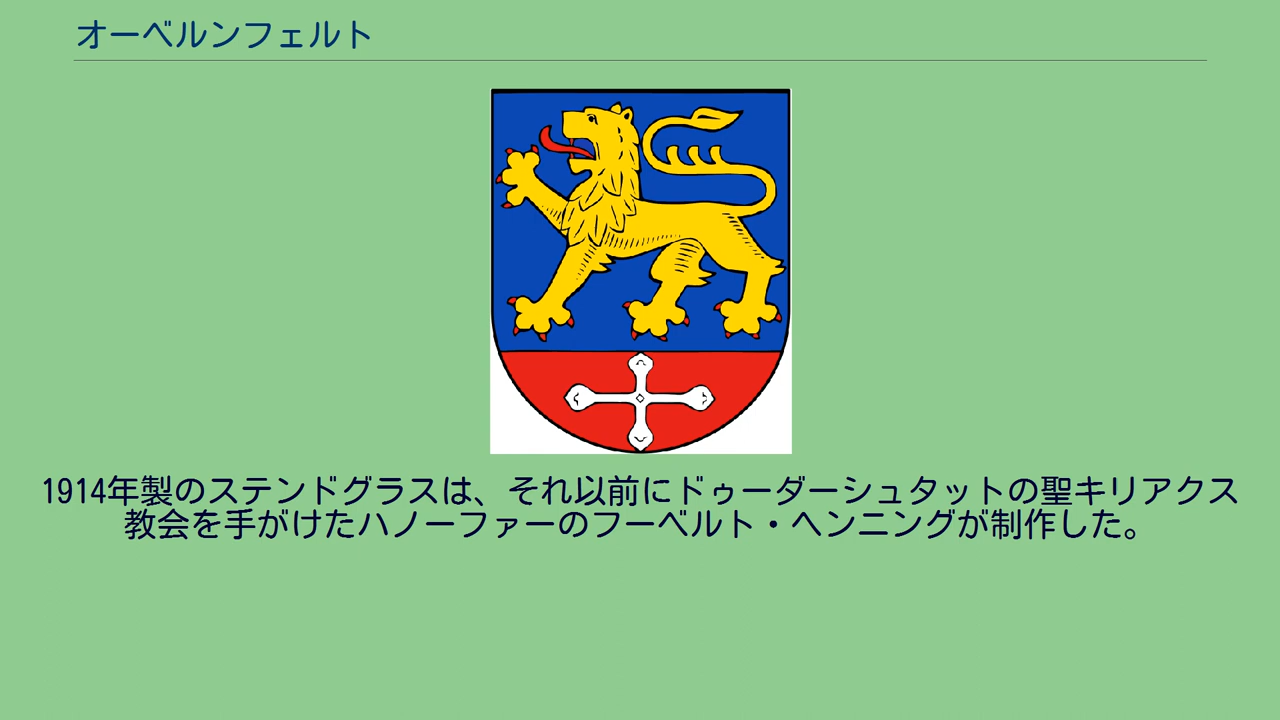 オーベルンフェルト
1914年製のステンドグラスは、それ以前にドゥーダーシュタットの聖キリアクス
教会を手がけたハノーファーのフーベルト・ヘンニングが制作した。